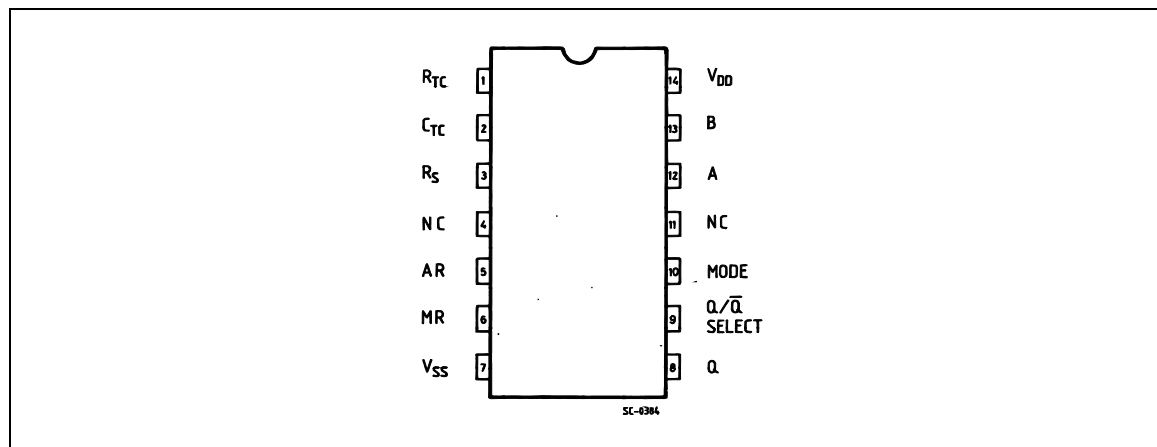 R_TC 1 14 V_DD
C_TC 2 13 B
R_S 3 12 A
NC 4 11 NC
AR 5 10 MODE
MR 6 9 Q/Q̅ SELECT
V_SS 7 8 Q
SC-0384